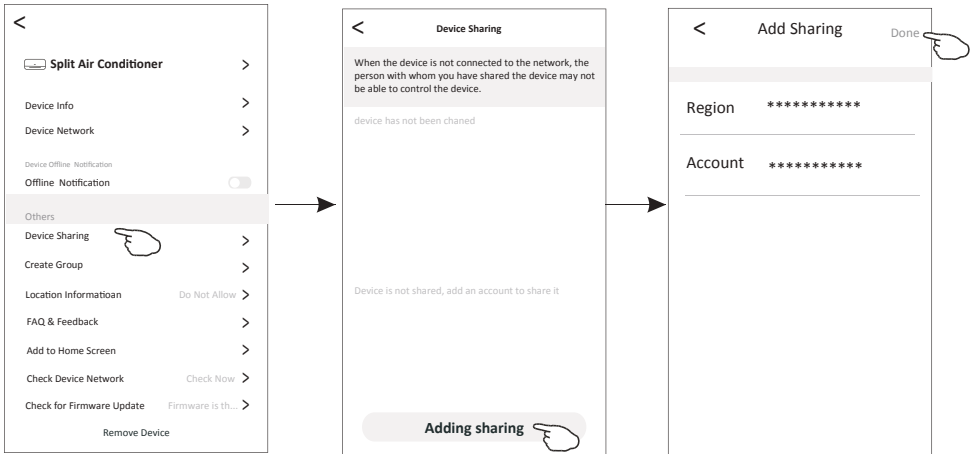 <
Split Air Conditioner >
Device Info >
Device Network >
Device Offline Notification
Offline Notification
Others
Device Sharing >
Create Group >
Location Informatioan Do Not Allow >
FAQ & Feedback >
Add to Home Screen >
Check Device Network Check Now >
Check for Firmware Update Firmware is th... >
Remove Device
< Device Sharing
When the device is not connected to the network, the
person with whom you have shared the device may not
be able to control the device.
device has not been chaned
Device is not shared, add an account to share it
Adding sharing
< Add Sharing Done
Region ***********
Account ***********